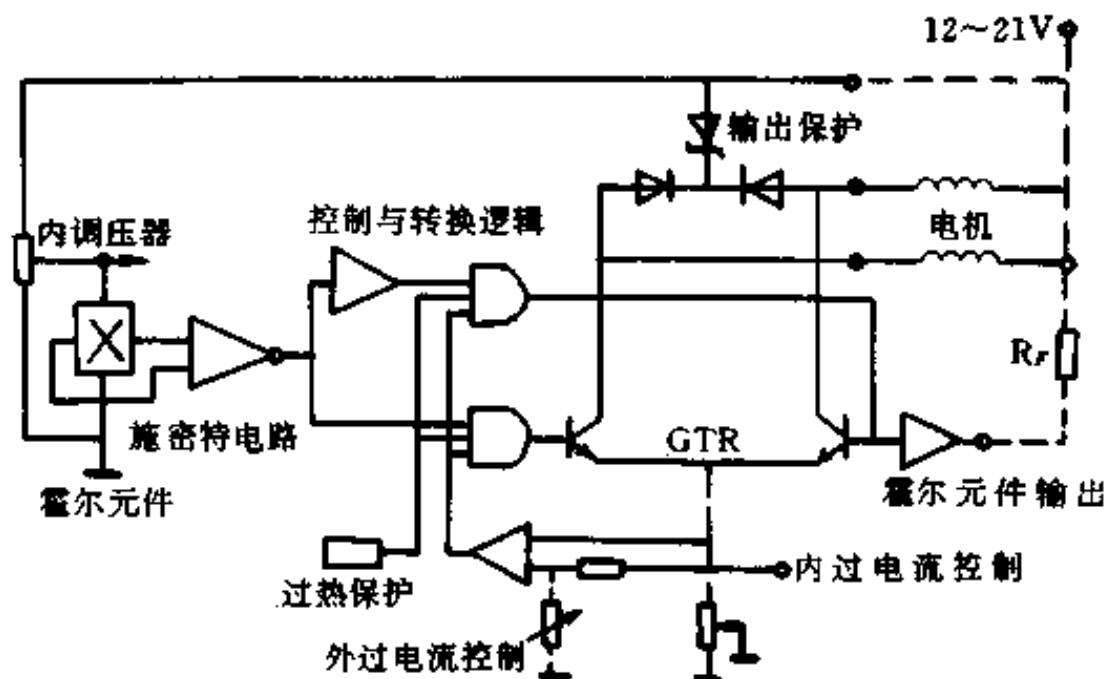 12~21V
输出保护
内调压器
控制与转换逻辑
电机
Rr
施密特电路
GTR
霍尔元件
霍尔元件输出
过热保护
内过电流控制
外过电流控制